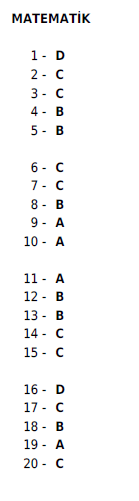 MATEMATİK
1 - D
2 - C
3 - C
4 - B
5 - B
6 - C
7 - C
8 - B
9 - A
10 - A
11 - A
12 - B
13 - B
14 - C
15 - C
16 - D
17 - C
18 - B
19 - A
20 - C